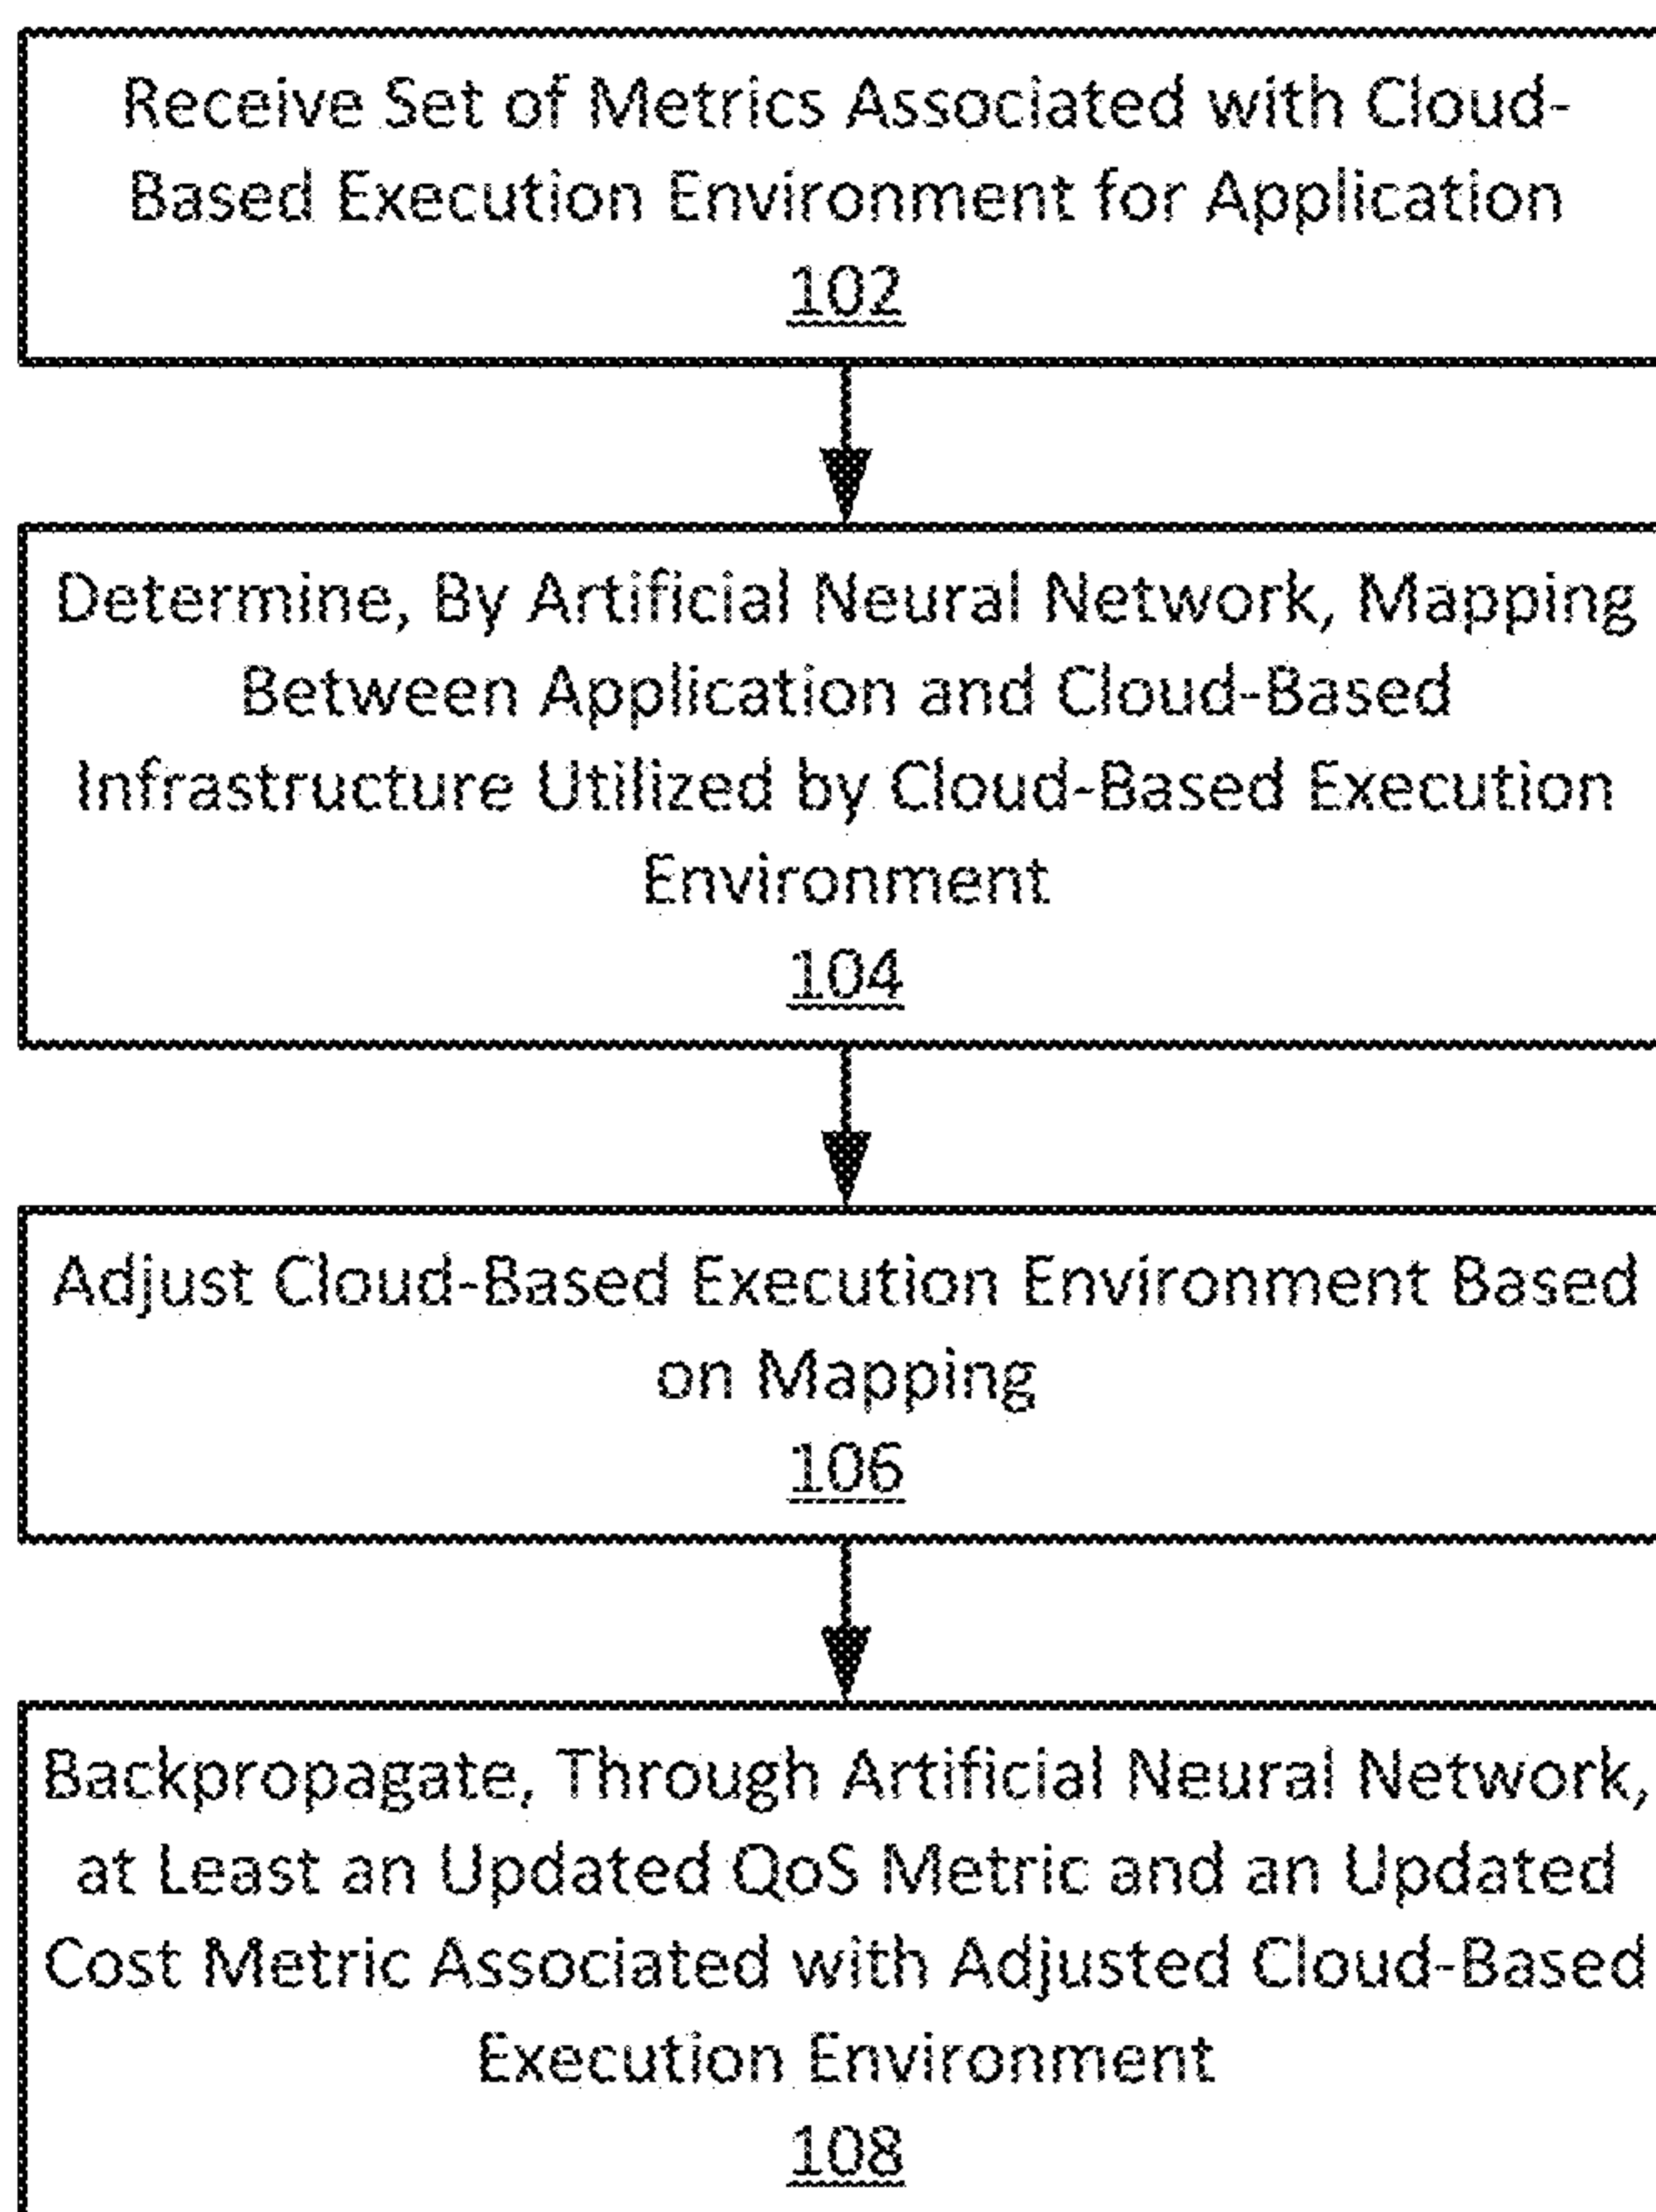 Receive Set of Metrics Associated with Cloud-
Based Execution Environment for Application
102
Determine, By Artificial Neural Network, Mapping
Between Application and Cloud-Based
Infrastructure Utilized by Cloud-Based Execution
Environment
104
Adjust Cloud-Based Execution Environment Based
on Mapping
106
Backpropagate, Through Artificial Neural Network,
at Least an Updated QoS Metric and an Updated
Cost Metric Associated with Adjusted Cloud-Based
Execution Environment
108